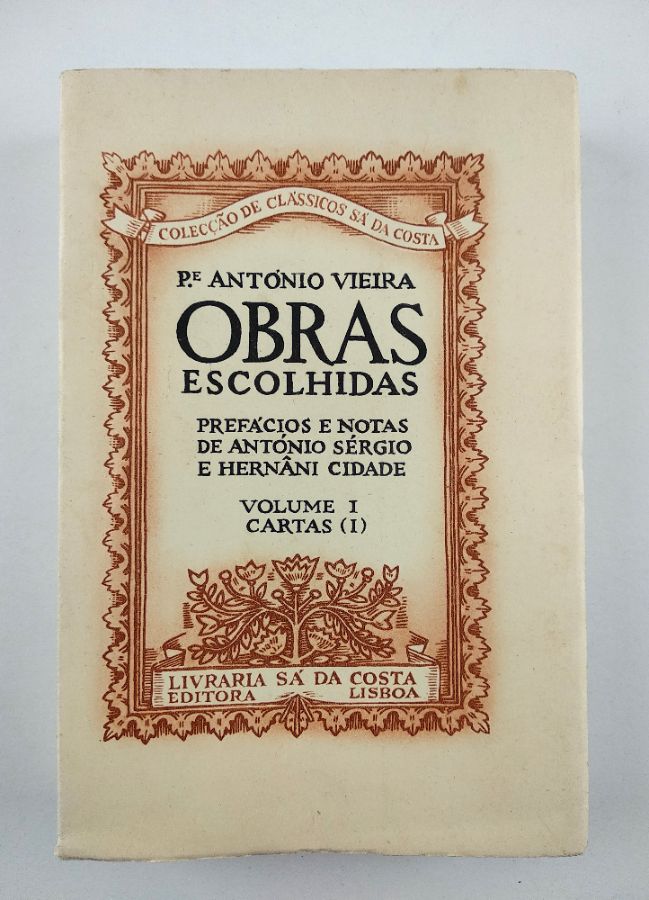 COLECÇÃO DE CLÁSSICOS SÁ DA COSTA
P.E ANTÓNIO VIEIRA
OBRAS
ESCOLHIDAS
PREFÁCIOS E NOTAS
DE ANTÓNIO SÉRGIO
E HERNÂNI CIDADE
VOLUME I
CARTAS (I)
LIVRARIA SÁ DA COSTA
EDITORA LISBOA